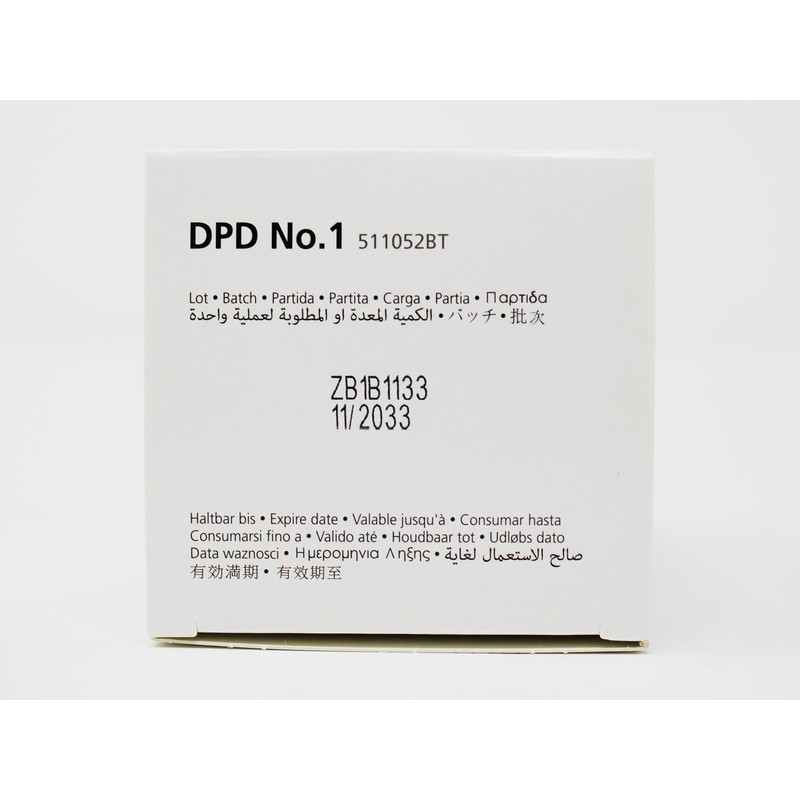 DPD No.1 511052BT
Lot • Batch • Partida • Partita • Carga • Partia • Παρτιδα
الكمية المعدة او المطلوبة لعملية واحدة • バッチ • 批次
ZB1B1133
11/2033
Haltbar bis • Expire date • Valable jusqu'à • Consumar hasta
Consumarsi fino a • Valido até • Houdbaar tot • Udløbs dato
Data waznosci • Ημερομηνια Ληξης • صالح الاستعمال لغاية
有効満期 • 有效期至